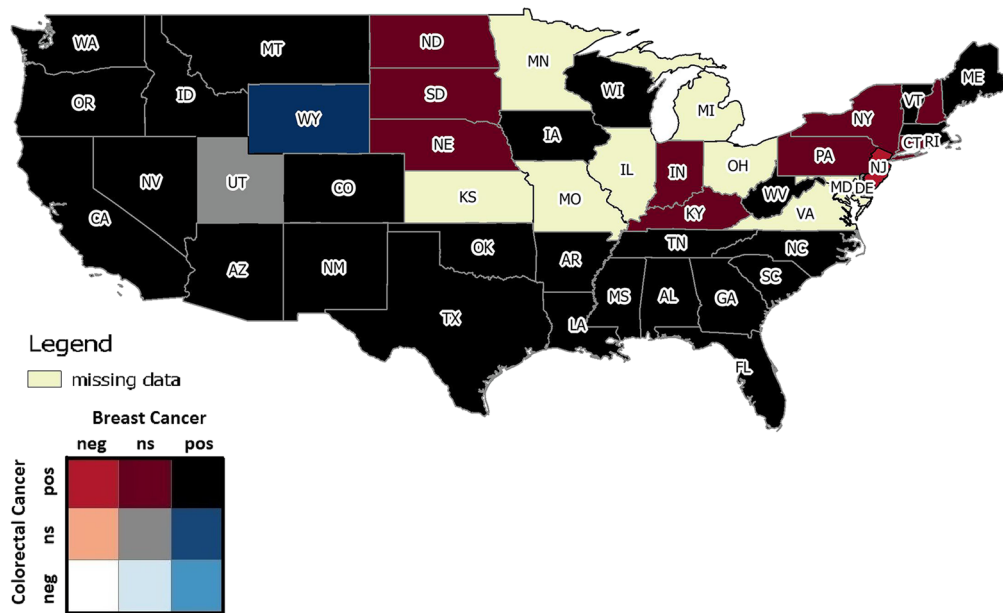 WA
MT
ND
MN
ME
OR
ID
SD
WI
VT
MI
NY
WY
NE
IA
CT RI
PA
NV
UT
CO
IL
IN
OH
NJ
KS
MO
WV
MD DE
CA
KY
VA
AZ
NM
OK
AR
TN
NC
SC
MS
AL
GA
TX
LA
FL
Legend
missing data
Breast Cancer
neg ns pos
Colorectal Cancer
pos
ns
neg